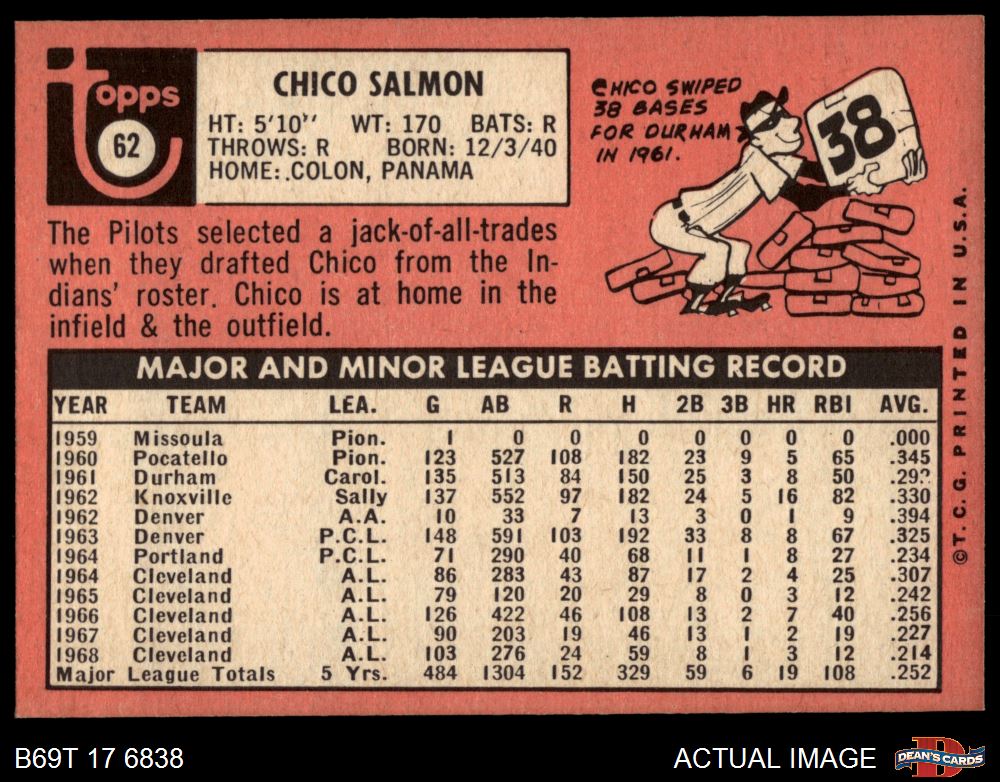 Topps
62
CHICO SALMON
HT: 5'10" WT: 170 BATS: R
THROWS: R BORN: 12/3/40
HOME: COLON, PANAMA
CHICO SWIPED
38 BASES
FOR DURHAM
IN 1961.
38
The Pilots selected a jack-of-all-trades
when they drafted Chico from the In-
dians' roster. Chico is at home in the
infield & the outfield.
MAJOR AND MINOR LEAGUE BATTING RECORD
YEAR TEAM LEA. G AB R H 2B 3B HR RBI AVG.
1959 Missoula Pion. 1 0 0 0 0 0 0 0 .000
1960 Pocatello Pion. 123 527 108 182 23 9 5 65 .345
1961 Durham Carol. 135 513 84 150 25 3 8 50
1962 Knoxville Sally 137 552 97 182 24 5 16 82 .330
1962 Denver A.A. 10 33 7 13 3 0 1 9 .394
1963 Denver P.C.L. 148 591 103 192 33 8 8 67 .325
1964 Portland P.C.L. 71 290 40 68 11 1 8 27 .234
1964 Cleveland A.L. 86 283 43 87 17 2 4 25 .307
1965 Cleveland A.L. 79 120 20 29 8 0 3 12 .242
1966 Cleveland A.L. 126 422 46 108 13 2 7 40 .256
1967 Cleveland A.L. 90 203 19 46 13 1 2 19 .227
1968 Cleveland A.L. 103 276 24 59 8 1 3 12 .214
Major League Totals 5 Yrs. 484 1304 152 329 59 6 19 108 .252
©T.C.G. PRINTED IN U.S.A.
B69T 17 6838
ACTUAL IMAGE
D
DEAN'S CARDS